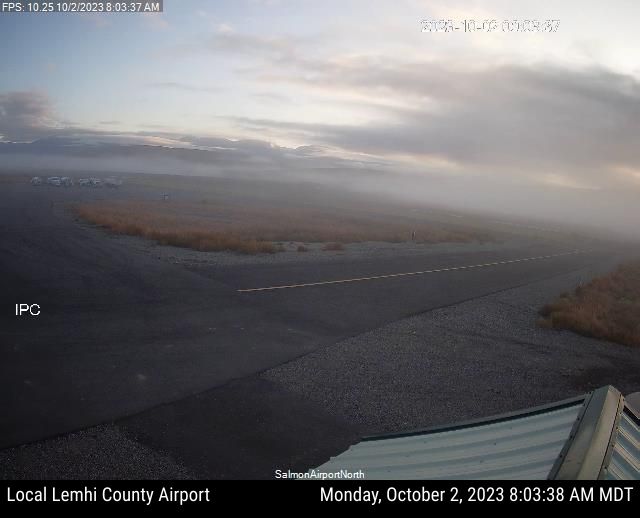 FPS: 10.25 10/2/2023 8:03:37 AM
IPC
SalmonAirportNorth
Local Lemhi County Airport
Monday, October 2, 2023 8:03:38 AM MDT